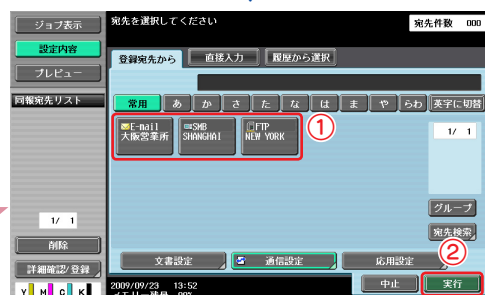 ジョブ表示
宛先を選択してください
宛先件数 000
設定内容
登録宛先から
直接入力
履歴から選択
プレビュー
同報宛先リスト
常用
あ
か
さ
た
な
は
ま
や
らわ
英字に切替
E-mail
大阪営業所
SMB
SHANGHAI
FTP
NEW YORK
①
1/ 1
グループ
宛先検索
1/ 1
削除
②
文書設定
通信設定
応用設定
詳細確認/登録
2009/09/23 13:52
中止
実行
Y M C K